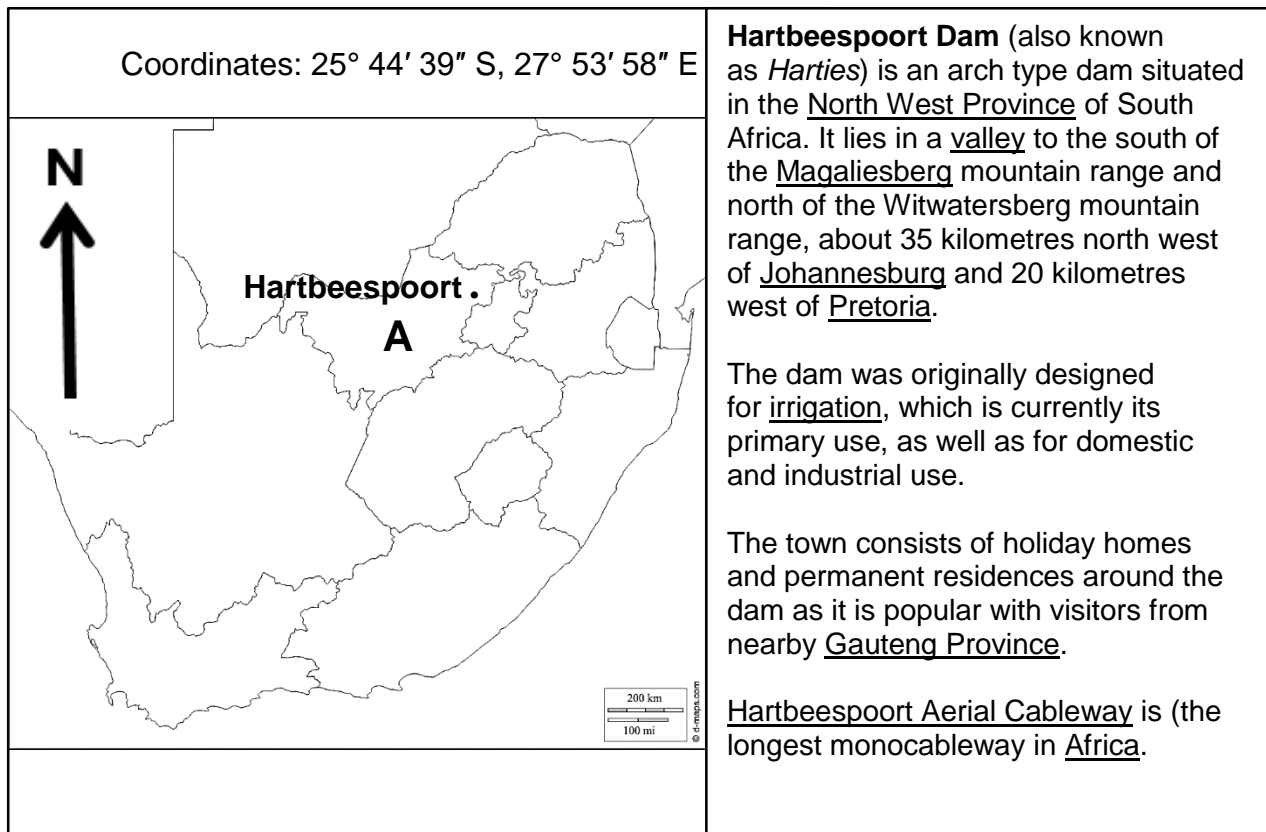 Coordinates: 25° 44′ 39″ S, 27° 53′ 58″ E
N
Hartbeespoort .
A
200 km
100 mi
© d-maps.com
Hartbeespoort Dam (also known
as Harties) is an arch type dam situated
in the North West Province of South
Africa. It lies in a valley to the south of
the Magaliesberg mountain range and
north of the Witwatersberg mountain
range, about 35 kilometres north west
of Johannesburg and 20 kilometres
west of Pretoria.
The dam was originally designed
for irrigation, which is currently its
primary use, as well as for domestic
and industrial use.
The town consists of holiday homes
and permanent residences around the
dam as it is popular with visitors from
nearby Gauteng Province.
Hartbeespoort Aerial Cableway is (the
longest monocableway in Africa.